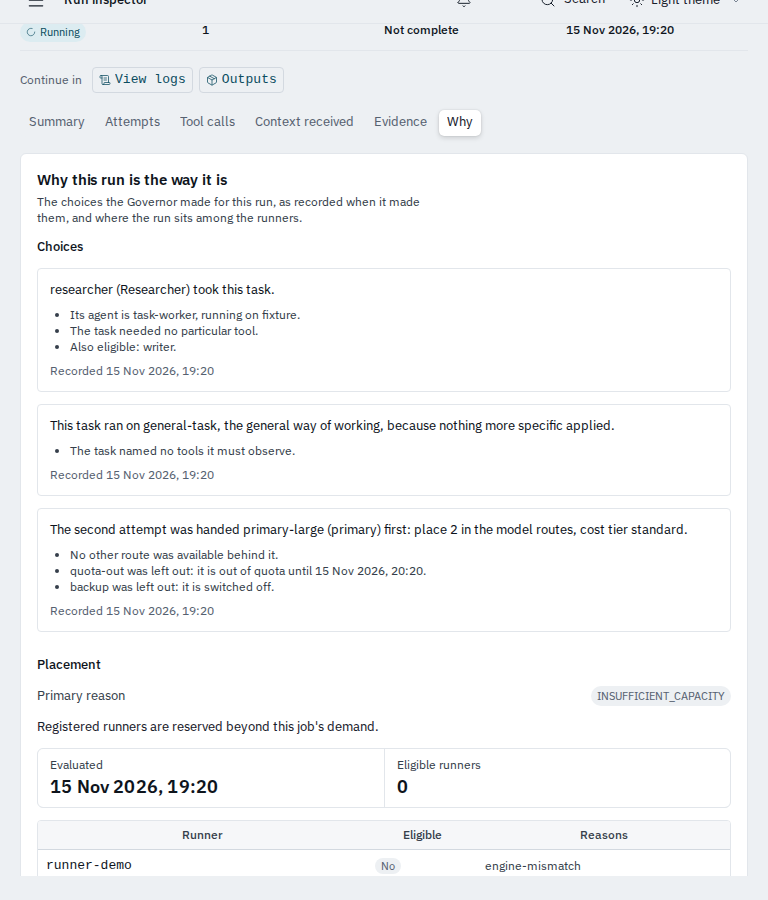 Run Inspector
Search
Light theme
Running
1
Not complete
15 Nov 2026, 19:20
Continue in
View logs
Outputs
Summary
Attempts
Tool calls
Context received
Evidence
Why
Why this run is the way it is
The choices the Governor made for this run, as recorded when it made
them, and where the run sits among the runners.
Choices
researcher (Researcher) took this task.
Its agent is task-worker, running on fixture.
The task needed no particular tool.
Also eligible: writer.
Recorded 15 Nov 2026, 19:20
This task ran on general-task, the general way of working, because nothing more specific applied.
The task named no tools it must observe.
Recorded 15 Nov 2026, 19:20
The second attempt was handed primary-large (primary) first: place 2 in the model routes, cost tier standard.
No other route was available behind it.
quota-out was left out: it is out of quota until 15 Nov 2026, 20:20.
backup was left out: it is switched off.
Recorded 15 Nov 2026, 19:20
Placement
Primary reason
INSUFFICIENT_CAPACITY
Registered runners are reserved beyond this job's demand.
Evaluated
15 Nov 2026, 19:20
Eligible runners
0
Runner
Eligible
Reasons
runner-demo
No
engine-mismatch